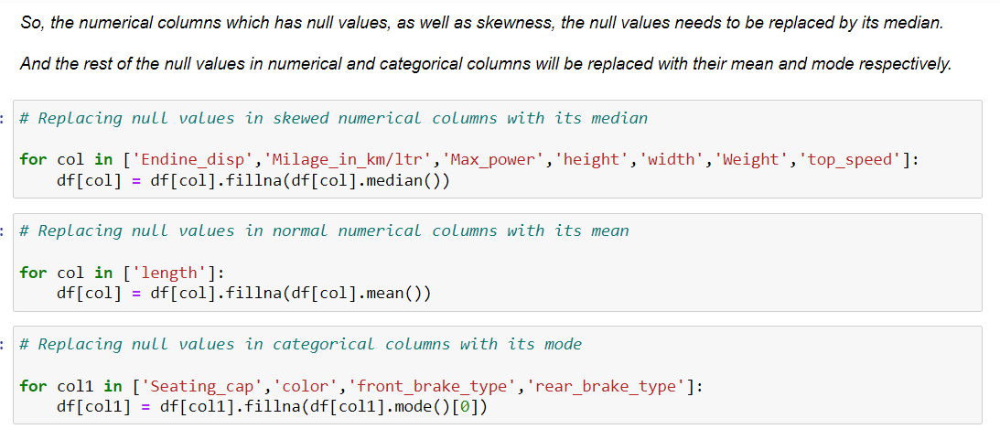 So, the numerical columns which has null values, as well as skewness, the null values needs to be replaced by its median.
And the rest of the null values in numerical and categorical columns will be replaced with their mean and mode respectively.
: # Replacing null values in skewed numerical columns with its median
for col in ['Endine_disp','Milage_in_km/ltr','Max_power','height','width','Weight','top_speed']:
    df[col] = df[col].fillna(df[col].median())
: # Replacing null values in normal numerical columns with its mean
for col in ['length']:
    df[col] = df[col].fillna(df[col].mean())
: # Replacing null values in categorical columns with its mode
for col1 in ['Seating_cap','color','front_brake_type','rear_brake_type']:
    df[col1] = df[col1].fillna(df[col1].mode()[0])